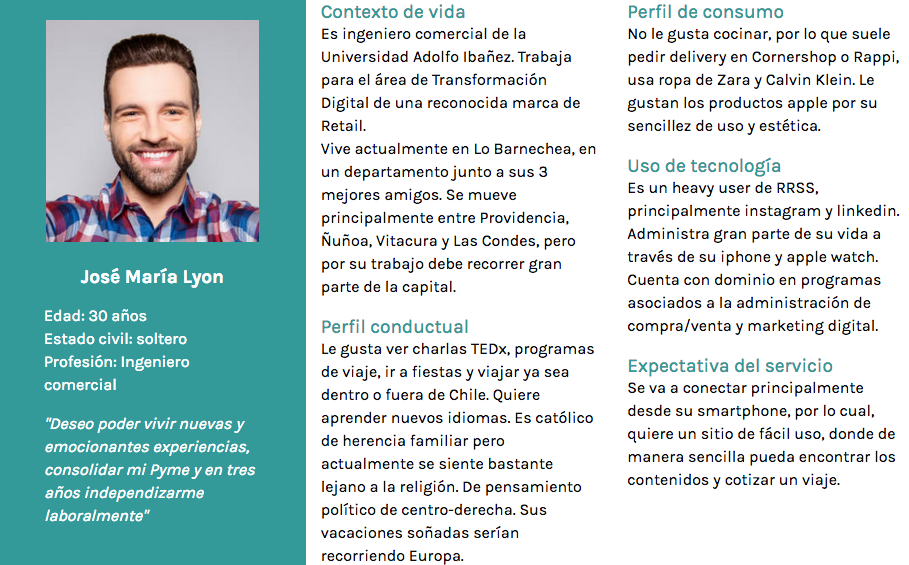 José María Lyon
Edad: 30 años
Estado civil: soltero
Profesión: Ingeniero
comercial
"Deseo poder vivir nuevas y
emocionantes experiencias,
consolidar mi Pyme y en tres
años independizarme
laboralmente"
Contexto de vida
Es ingeniero comercial de la
Universidad Adolfo Ibañez. Trabaja
para el área de Transformación
Digital de una reconocida marca de
Retail.
Vive actualmente en Lo Barnechea, en
un departamento junto a sus 3
mejores amigos. Se mueve
principalmente entre Providencia,
Ñuñoa, Vitacura y Las Condes, pero
por su trabajo debe recorrer gran
parte de la capital.
Perfil conductual
Le gusta ver charlas TEDx, programas
de viaje, ir a fiestas y viajar ya sea
dentro o fuera de Chile. Quiere
aprender nuevos idiomas. Es católico
de herencia familiar pero
actualmente se siente bastante
lejano a la religión. De pensamiento
político de centro-derecha. Sus
vacaciones soñadas serían
recorriendo Europa.
Perfil de consumo
No le gusta cocinar, por lo que suele
pedir delivery en Cornershop o Rappi,
usa ropa de Zara y Calvin Klein. Le
gustan los productos apple por su
sencillez de uso y estética.
Uso de tecnología
Es un heavy user de RRSS,
principalmente instagram y linkedin.
Administra gran parte de su vida a
través de su iphone y apple watch.
Cuenta con dominio en programas
asociados a la administración de
compra/venta y marketing digital.
Expectativa del servicio
Se va a conectar principalmente
desde su smartphone, por lo cual,
quiere un sitio de fácil uso, donde de
manera sencilla pueda encontrar los
contenidos y cotizar un viaje.